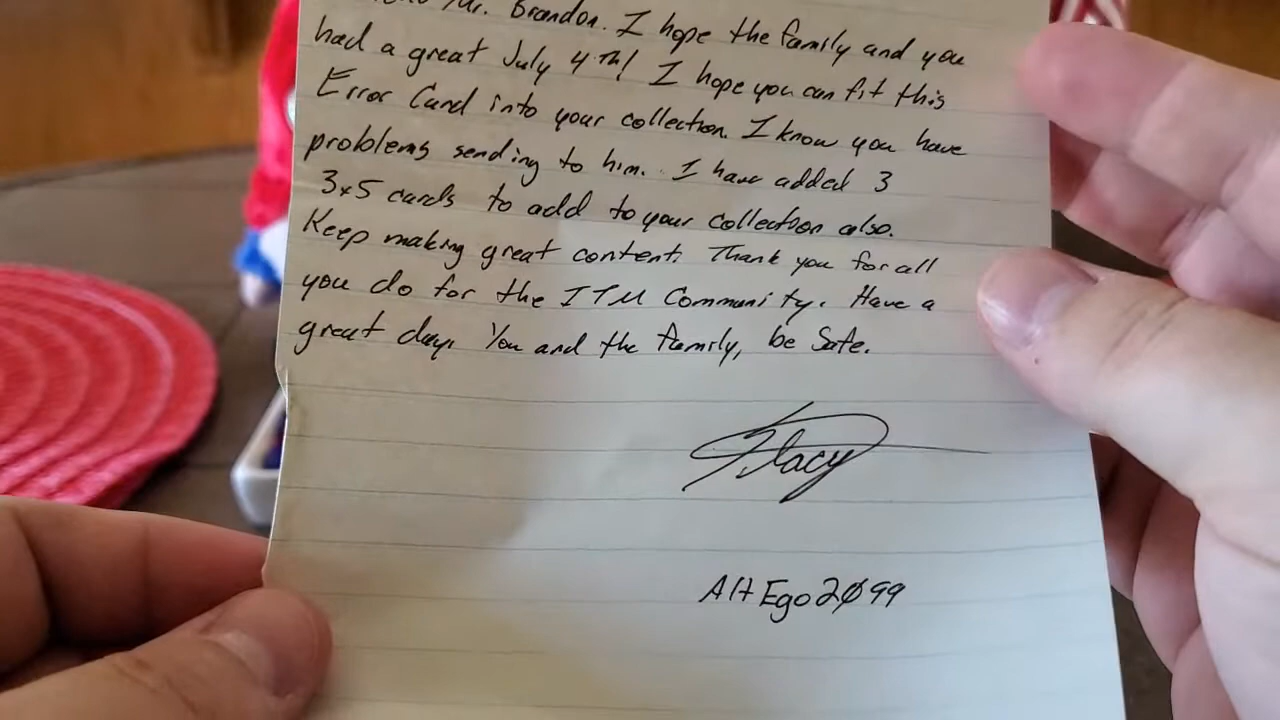 Mr. Brandon. I hope the family and you
had a great July 4TH! I hope you can fit this
Error Card into your collection. I know you have
problems sending to him. I have added 3
3x5 cards to add to your collection also.
Keep making great content. Thank you for all
you do for the ITM Community. Have a
great day. You and the family, be Safe.
Stacy
AltEgo2099